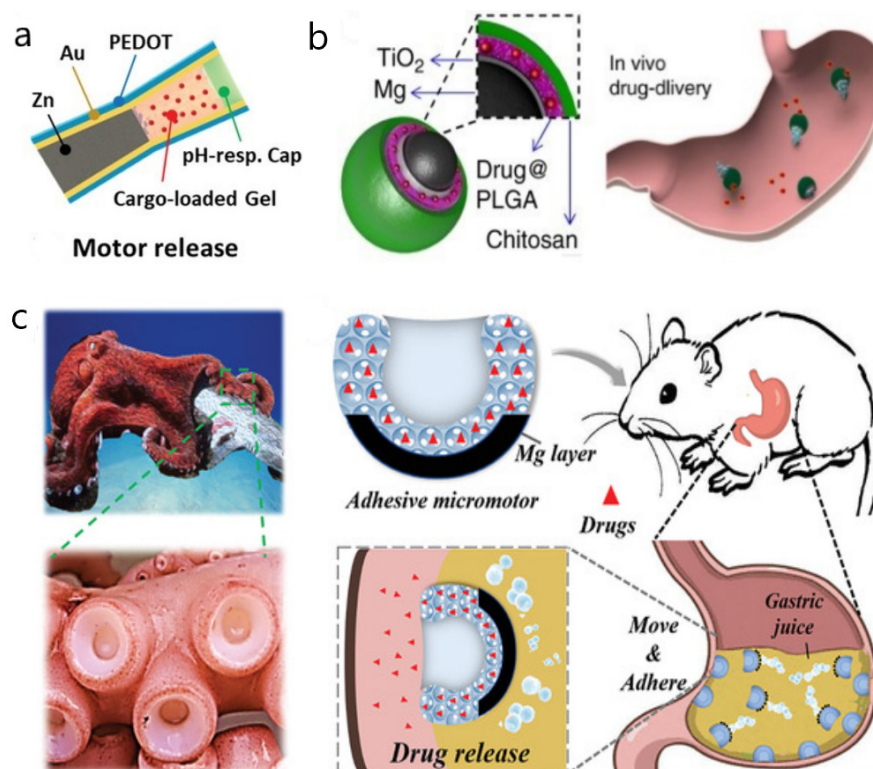 a
Au
PEDOT
Zn
pH-resp. Cap
Cargo-loaded Gel
Motor release
b
TiO2
Mg
Drug@
PLGA
Chitosan
In vivo
drug-dlivery
c
Mg layer
Adhesive micromotor
Drugs
Drug release
Move
&
Adhere
Gastric
juice